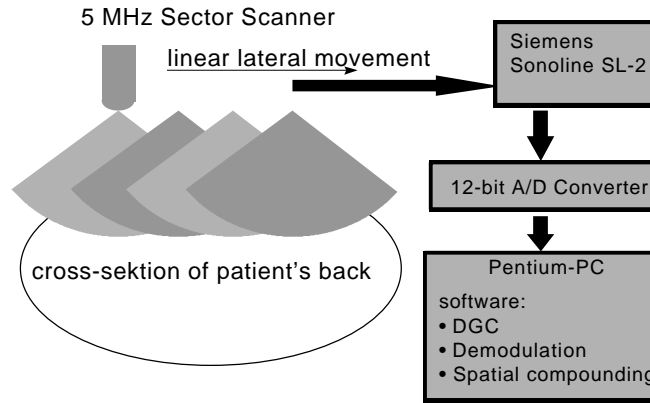 5 MHz Sector Scanner
linear lateral movement
Siemens
Sonoline SL-2
12-bit A/D Converter
cross-sektion of patient's back
Pentium-PC
software:
• DGC
• Demodulation
• Spatial compounding